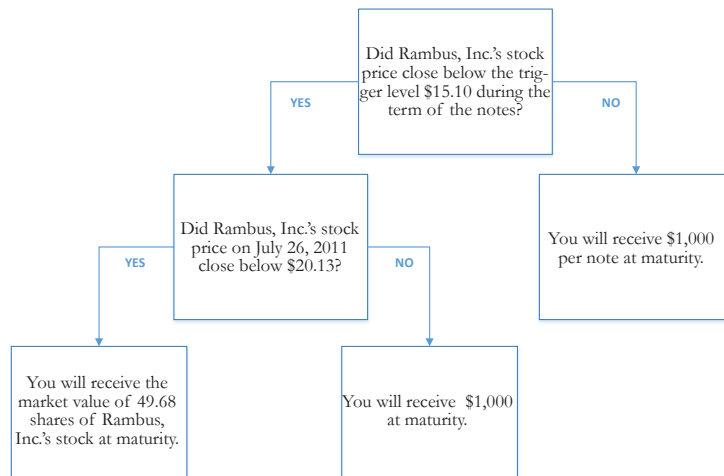 Did Rambus, Inc.'s stock
price close below the trig-
ger level $15.10 during the
term of the notes?
YES
NO
Did Rambus, Inc.'s stock
price on July 26, 2011
close below $20.13?
You will receive $1,000
per note at maturity.
YES
NO
You will receive the
market value of 49.68
shares of Rambus,
Inc.'s stock at maturity.
You will receive  $1,000
at maturity.